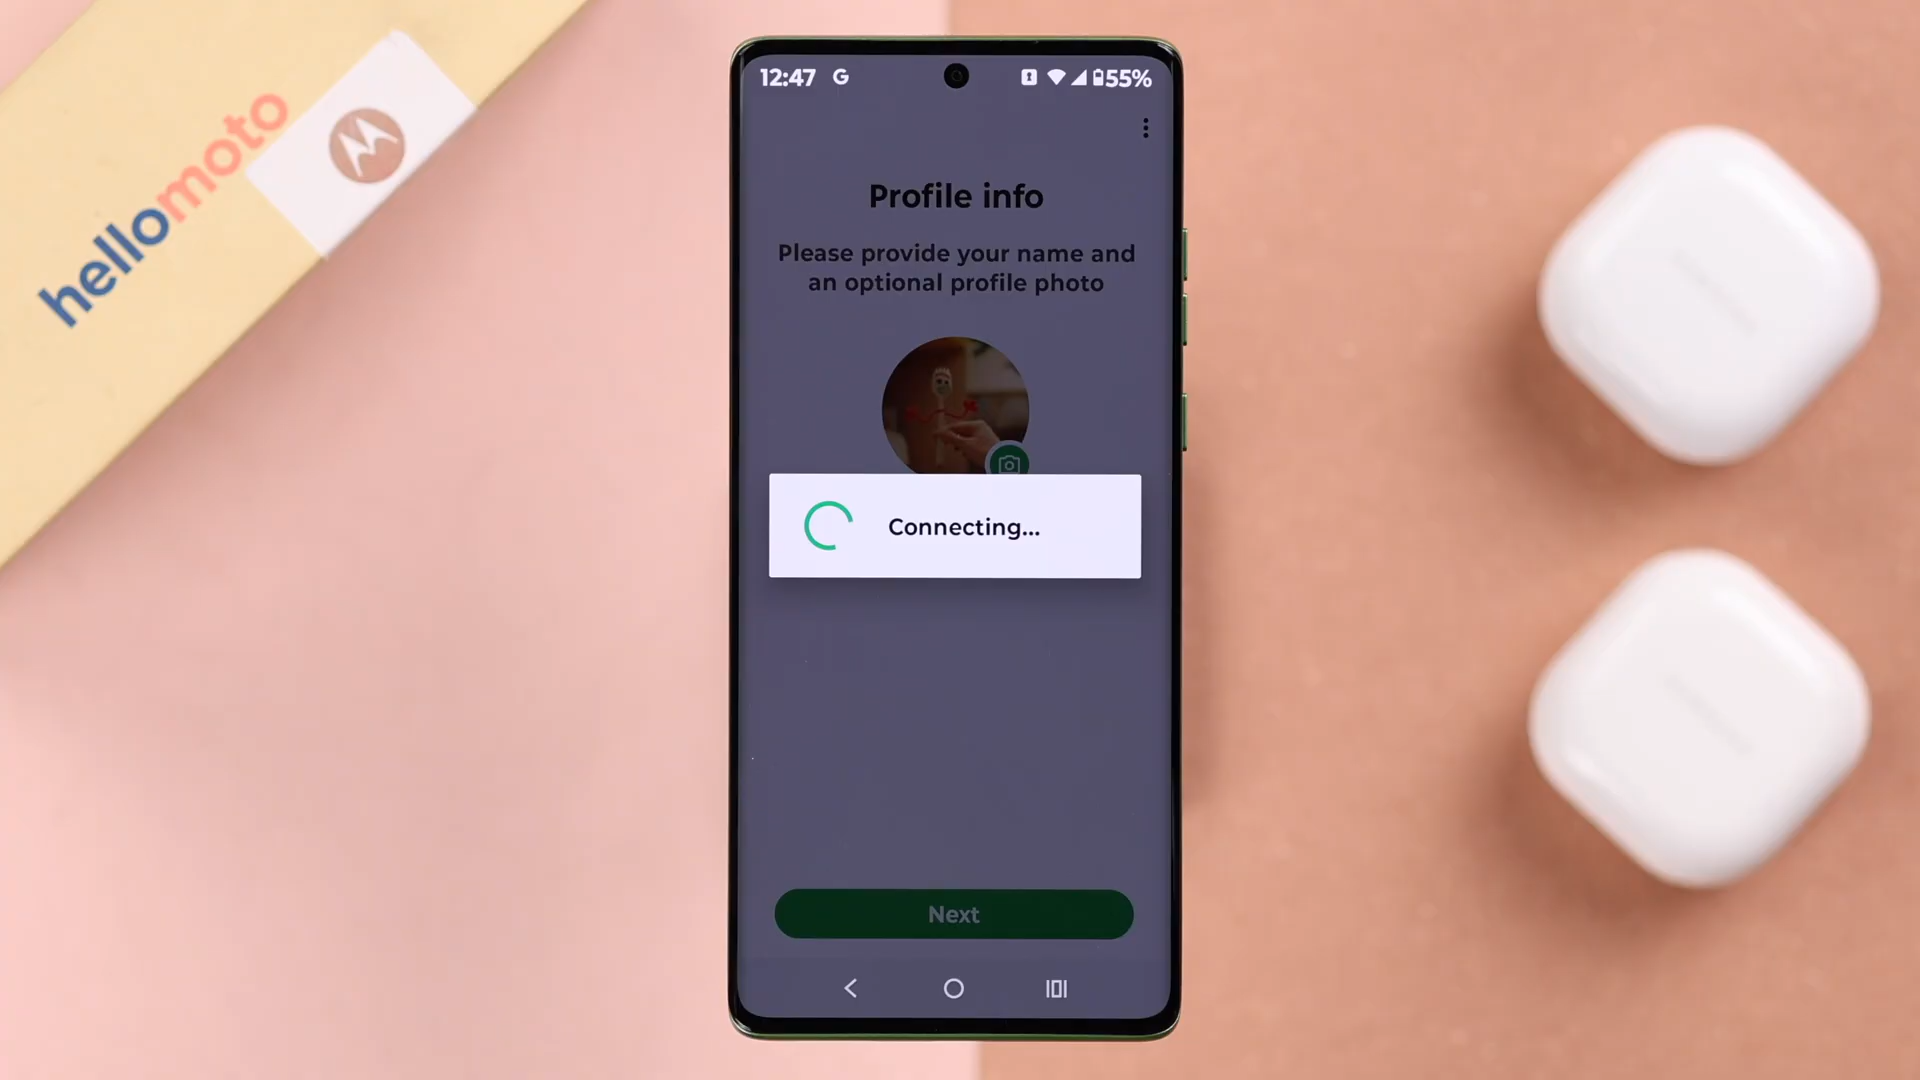 hellomoto
12:47 G
55%
Profile info
Please provide your name and
an optional profile photo
Connecting...
Next